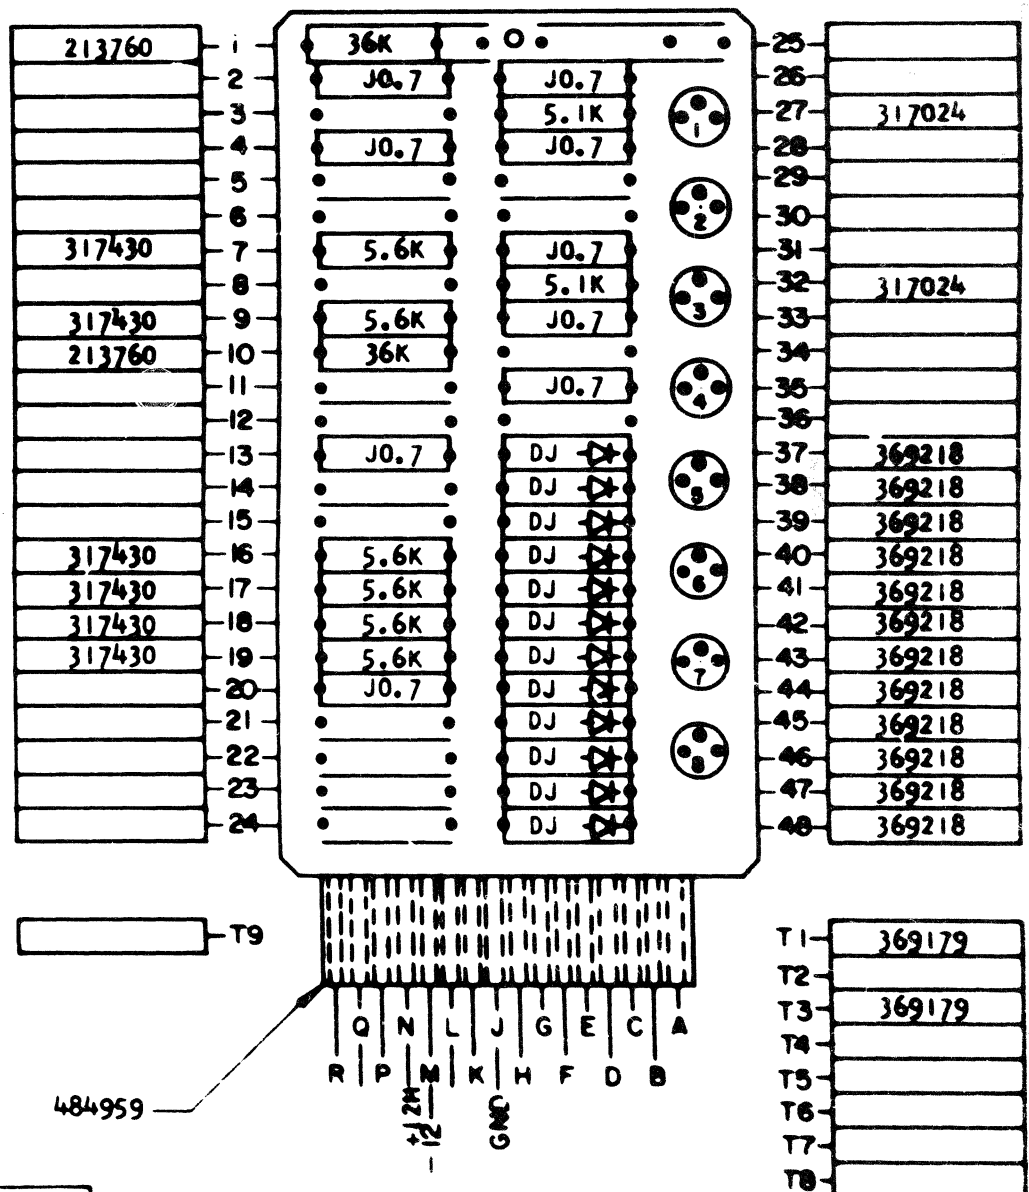 213760 1 36K 25
2 J0.7 J0.7 26
3 5.1K 1 27 317024
4 J0.7 J0.7 28
5 29
6 2 30
317430 7 5.6K J0.7 31
8 5.1K 3 32 317024
317430 9 5.6K J0.7 33
213760 10 36K 34
11 J0.7 4 35
12 36
13 J0.7 DJ 37 369218
14 DJ 5 38 369218
15 DJ 39 369218
317430 16 5.6K DJ 6 40 369218
317430 17 5.6K DJ 41 369218
317430 18 5.6K DJ 42 369218
317430 19 5.6K DJ 7 43 369218
20 J0.7 DJ 44 369218
21 DJ 45 369218
22 DJ 8 46 369218
23 DJ 47 369218
24 DJ 48 369218
T9 T1 369179
T2
T3 369179
Q N L J G E C A
T4
R P M K H F D B
T5
484959 +12M -12 GND
T6
T7
T8